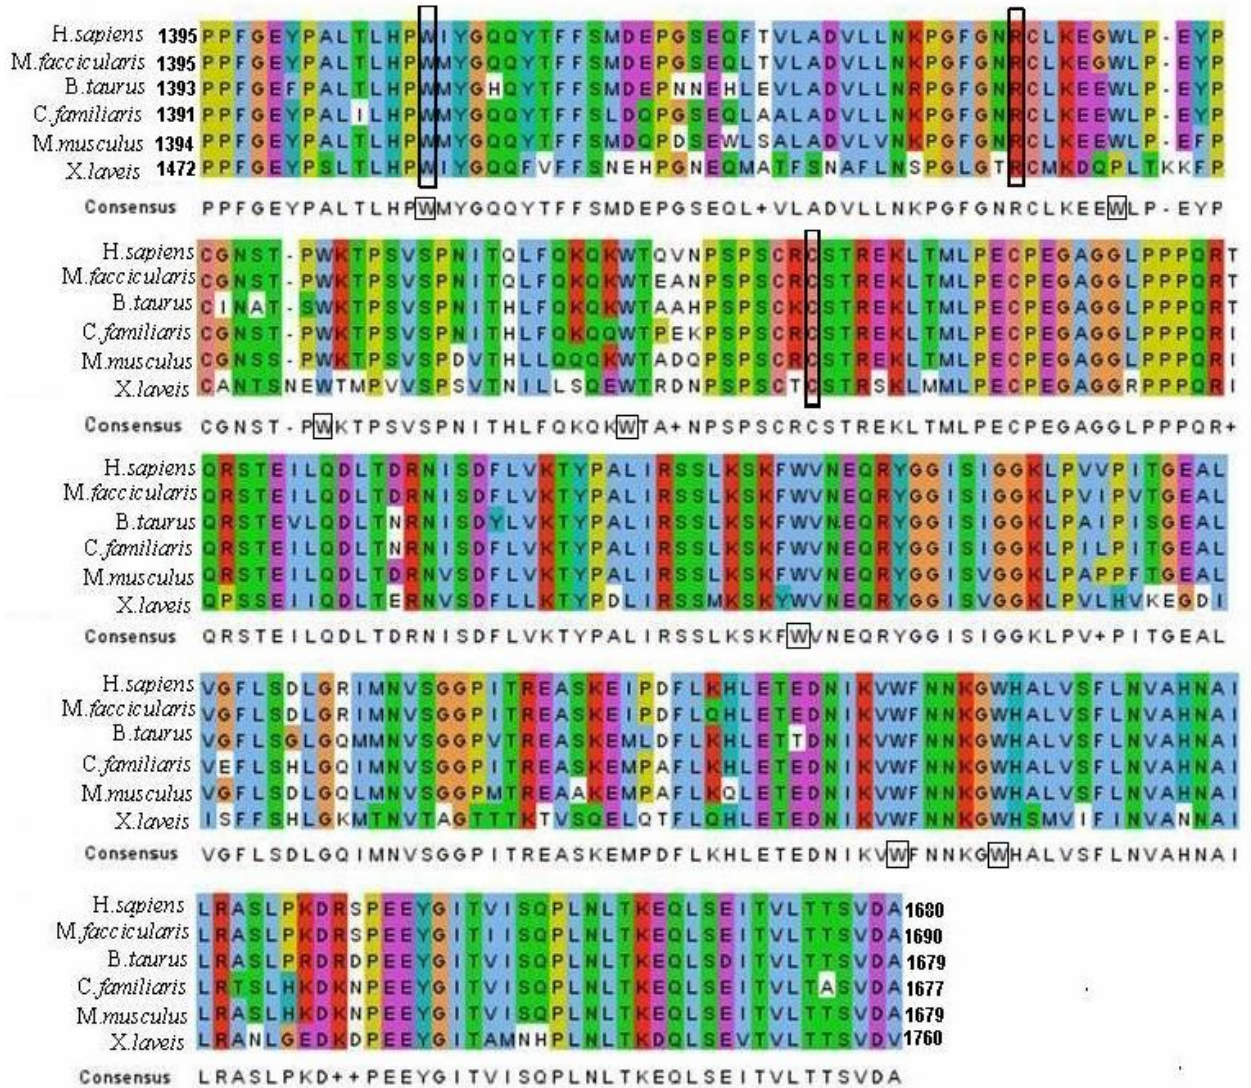 H.sapiens 1395 PPFGEYPALTLHPWIYGQQYTFFSMDEPGSEQFTVLADVLLNKPGFGNRCLKEGWLP-EYP
M.faccicularis 1395 PPFGEYPALTLHPWMYGQQYTFFSMDEPGSEQLTVLADVLLNKPGFGNRCLKEGWLP-EYP
B.taurus 1393 PPFGEFPALTLHPWMYGHQYTFFSMDEPNNEHLEVLADVLLNRPGFGNRCLKEEWLP-EYP
C.familiaris 1391 PPFGEYPALILHPWMYGQQYTFFSLDQPGSEQLAALADVLLNKPGFGNRCLKEEWLP-EYP
M.musculus 1394 PPFGEYPALTLHPWIYGQQYTFFSMDQPDSEWLSALADVLVNKPGFGNRCLKEEWLP-EFP
X.laveis 1472 PPFGEYPSLTLHPWIYGQQFVFFSNEHPGNEQMATFSNAFLNSPGLGTRCMKDQPLTKKFP
Consensus PPFGEYPALTLHPWMYGQQYTFFSMDEPGSEQL+VLADVLLNKPGFGNRCLKEEWLP-EYP
H.sapiens CGNST-PWKTPSVSPNITQLFQKQKWTQVNPSPSCRCSTREKLTMLPECPEGAGGLPPPQRT
M.faccicularis CGNST-PWKTPSVSPNITQLFQKQKWTEANPSPSCRCSTREKLTMLPECPEGAGGLPPPQRT
B.taurus CINAT-SWKTPSVSPNITHLFQKQKWTAAHPSPSCKCSTREKLTMLPECPEGAGGLPPPQRT
C.familiaris CGNST-PWKTPSVSPNITHLFQKQQWTPEKPSPSCRCSTREKLTMLPECPEGAGGLPPPQRI
M.musculus CGNSS-PWKTPSVSPDVTHLLQQQKWTADQPSPSCRCSTREKLTMLPECPEGAGGLPPPQRI
X.laveis CANTSNEWTMPVVSPSVTNILLSQEWTRDNPSPSCTCSTRSKLMMLPECPEGAGGRPPPQRI
Consensus CGNST-PWKTPSVSPNITHLFQKQKWTA+NPSPSCRCSTREKLTMLPECPEGAGGLPPPQR+
H.sapiens QRSTEILQDLTDRNISDFLVKTYPALIRSSLKSKFWVNEQRYGGISIGGKLPVVPITGEAL
M.faccicularis QRSTEILQDLTDRNISDFLVKTYPALIRSSLKSKFWVNEQRYGGISIGGKLPVIPVTGEAL
B.taurus QRSTEVLQDLTNRNISDYLVKTYPALIRSSLKSKFWVNEQRYGGISIGGKLPAIPISGEAL
C.familiaris QRSTEILQDLTNRNISDFLVKTYPALIRSSLKSKFWVNEQRYGGISIGGKLPILPITGEAL
M.musculus QRSTEILQDLTDRNVSDFLVKTYPALIRSSLKSKFWVNEQRYGGISVGGKLPAPPFTGEAL
X.laveis QPSSEIIQDLTERNVSDFLLKTYPDLIRSSMKSKYWVNEQRYGGISVGGKLPVLHVKEGDI
Consensus QRSTEILQDLTDRNISDFLVKTYPALIRSSLKSKFWVNEQRYGGISIGGKLPV+PITGEAL
H.sapiens VGFLSDLGRIMNVSGGPITREASKEIPDFLKHLETEDNIKVWFNNKGWHALVSFLNVAHNAI
M.faccicularis VGFLSDLGRIMNVSGGPITREASKEIPDFLQHLETEDNIKVWFNNKGWHALVSFLNVAHNAI
B.taurus VGFLSGLGQMMNVSGGPVTREASKEMLDFLKHLETTDNIKVWFNNKGWHALVSFLNVAHNAI
C.familiaris VEFLSHLGQIMNVSGGPITREASKEMPAFLKHLETEDNIKVWFNNKGWHALVSFLNVAHNAI
M.musculus VGFLSDLGQLMNVSGGPMTREAAKEMPAFLKQLETEDNIKVWFNNKGWHALVSFLNVAHNAI
X.laveis ISFFSHLGKMTNVTAGTTTKTVSQELQTFLQHLETEDNIKVWFNNKGWHSMVIFINVANNAI
Consensus VGFLSDLGQIMNVSGGPITREASKEMPDFLKHLETEDNIKVWFNNKGWHALVSFLNVAHNAI
H.sapiens LRASLPKDRSPEEYGITVISQPLNLTKEQLSEITVLTTSVDA 1680
M.faccicularis LRASLPKDRSPEEYGITIISQPLNLTKEQLSEITVLTTSVDA 1690
B.taurus LRASLPRDRDPEEYGITVISQPLNLTKEQLSDITVLTTSVDA 1679
C.familiaris LRTSLHKDKNPEEYGITVISQPLNLTKEQLSEITVLTASVDA 1677
M.musculus LRASLHKDKNPEEYGITVISQPLNLTKEQLSEITVLTTSVDA 1679
X.laveis LRANLGEDKDPEEYGITAMNHPLNLTKDQLSEVTVLTTSVDV 1760
Consensus LRASLPKD++PEEYGITVISQPLNLTKEQLSEITVLTTSVDA